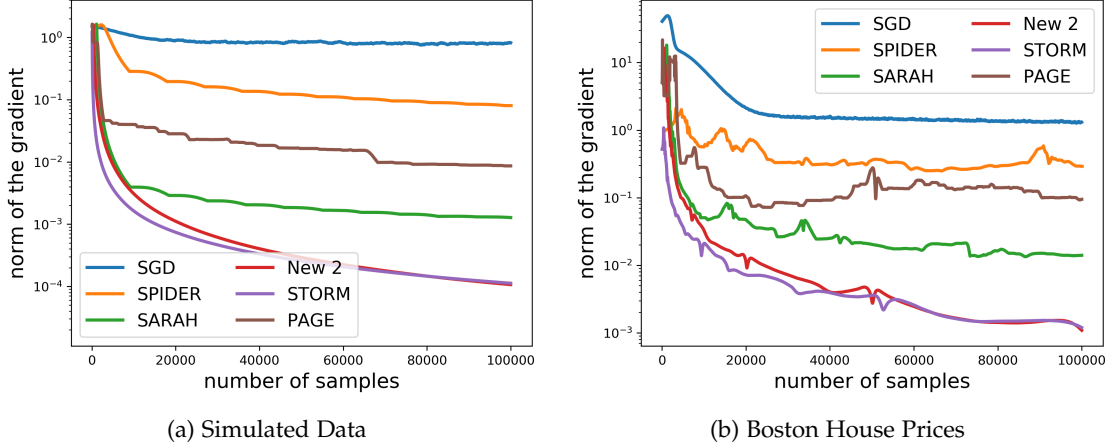 norm of the gradient
10⁰
10⁻¹
10⁻²
10⁻³
10⁻⁴
SGD
SPIDER
SARAH
New 2
STORM
PAGE
0 20000 40000 60000 80000 100000
number of samples
(a) Simulated Data
norm of the gradient
10¹
10⁰
10⁻¹
10⁻²
10⁻³
SGD
SPIDER
SARAH
New 2
STORM
PAGE
0 20000 40000 60000 80000 100000
number of samples
(b) Boston House Prices